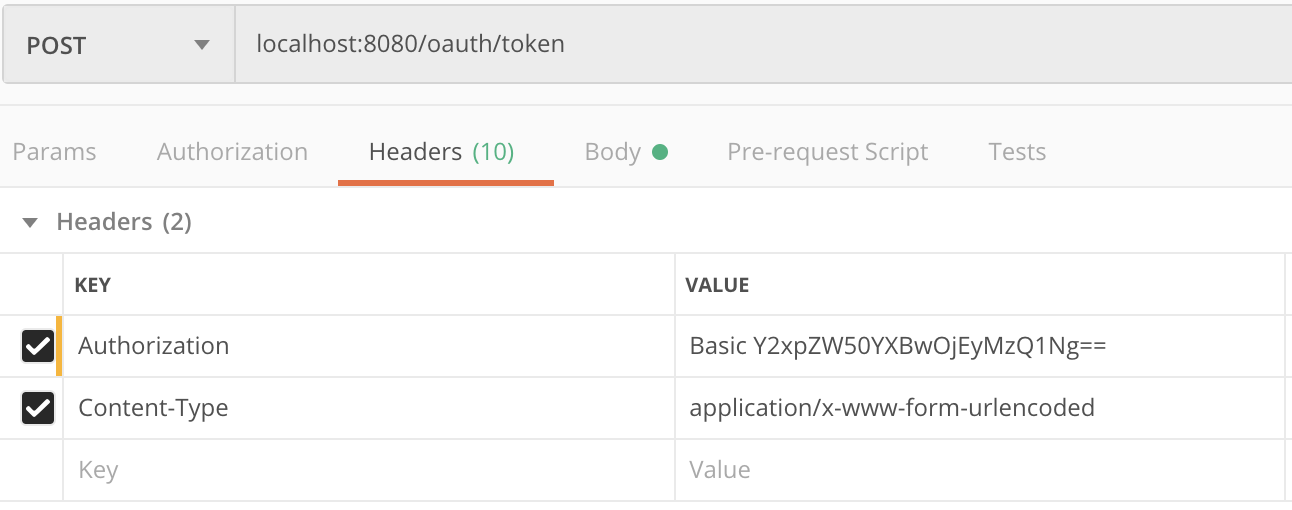 POST localhost:8080/oauth/token
Params Authorization Headers (10) Body Pre-request Script Tests
Headers (2)
KEY VALUE
Authorization Basic Y2xpZW50YXBwOjEyMzQ1Ng==
Content-Type application/x-www-form-urlencoded
Key Value